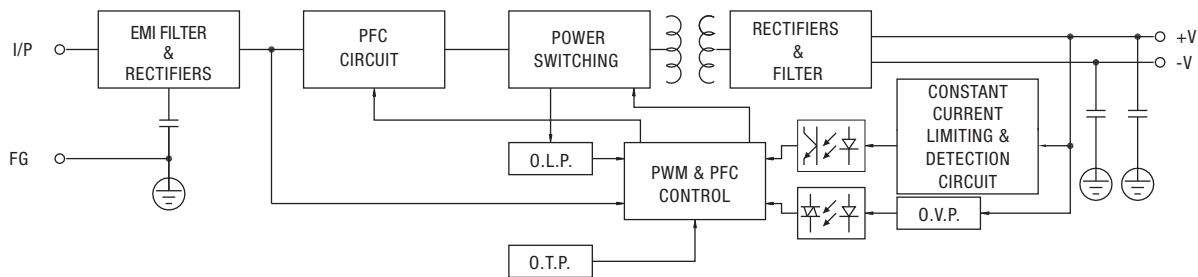 I/P
EMI FILTER
&
RECTIFIERS
PFC
CIRCUIT
POWER
SWITCHING
RECTIFIERS
&
FILTER
+V
-V
FG
O.L.P.
PWM & PFC
CONTROL
CONSTANT
CURRENT
LIMITING &
DETECTION
CIRCUIT
O.V.P.
O.T.P.